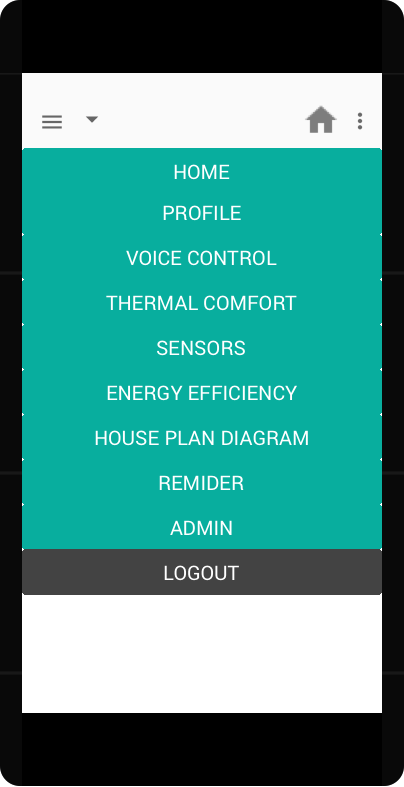 HOME
PROFILE
VOICE CONTROL
THERMAL COMFORT
SENSORS
ENERGY EFFICIENCY
HOUSE PLAN DIAGRAM
REMIDER
ADMIN
LOGOUT